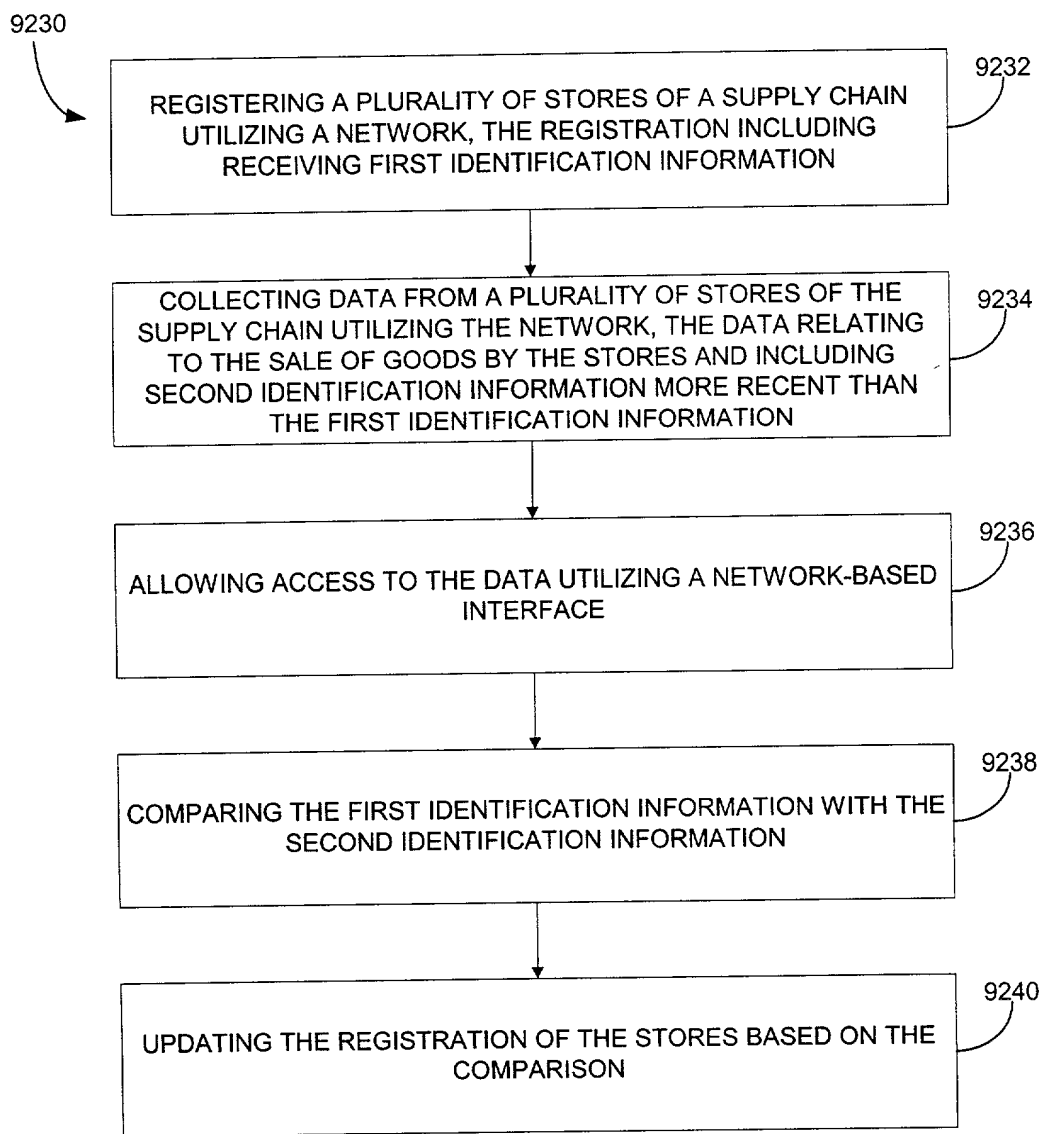 9230
9232
REGISTERING A PLURALITY OF STORES OF A SUPPLY CHAIN
UTILIZING A NETWORK, THE REGISTRATION INCLUDING
RECEIVING FIRST IDENTIFICATION INFORMATION
9234
COLLECTING DATA FROM A PLURALITY OF STORES OF THE
SUPPLY CHAIN UTILIZING THE NETWORK, THE DATA RELATING
TO THE SALE OF GOODS BY THE STORES AND INCLUDING
SECOND IDENTIFICATION INFORMATION MORE RECENT THAN
THE FIRST IDENTIFICATION INFORMATION
9236
ALLOWING ACCESS TO THE DATA UTILIZING A NETWORK-BASED
INTERFACE
9238
COMPARING THE FIRST IDENTIFICATION INFORMATION WITH THE
SECOND IDENTIFICATION INFORMATION
9240
UPDATING THE REGISTRATION OF THE STORES BASED ON THE
COMPARISON